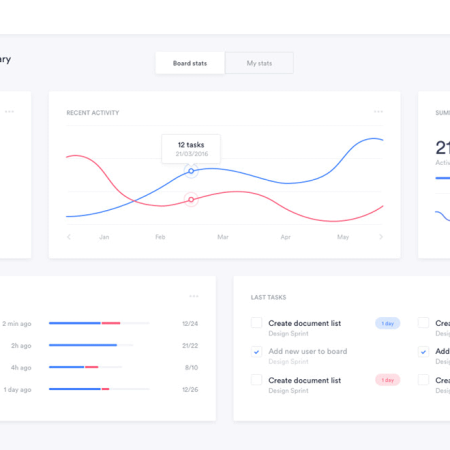 ary
Board stats
My stats
RECENT ACTIVITY
SUM
12 tasks
21/03/2016
21
Activ
Jan
Feb
Mar
Apr
May
LAST TASKS
2 min ago
12/24
2h ago
21/22
4h ago
8/10
1 day ago
12/26
Create document list
1 day
Design Sprint
Add new user to board
Design Sprint
Create document list
1 day
Design Sprint
Crea
Desig
Add
Desig
Crea
Desig